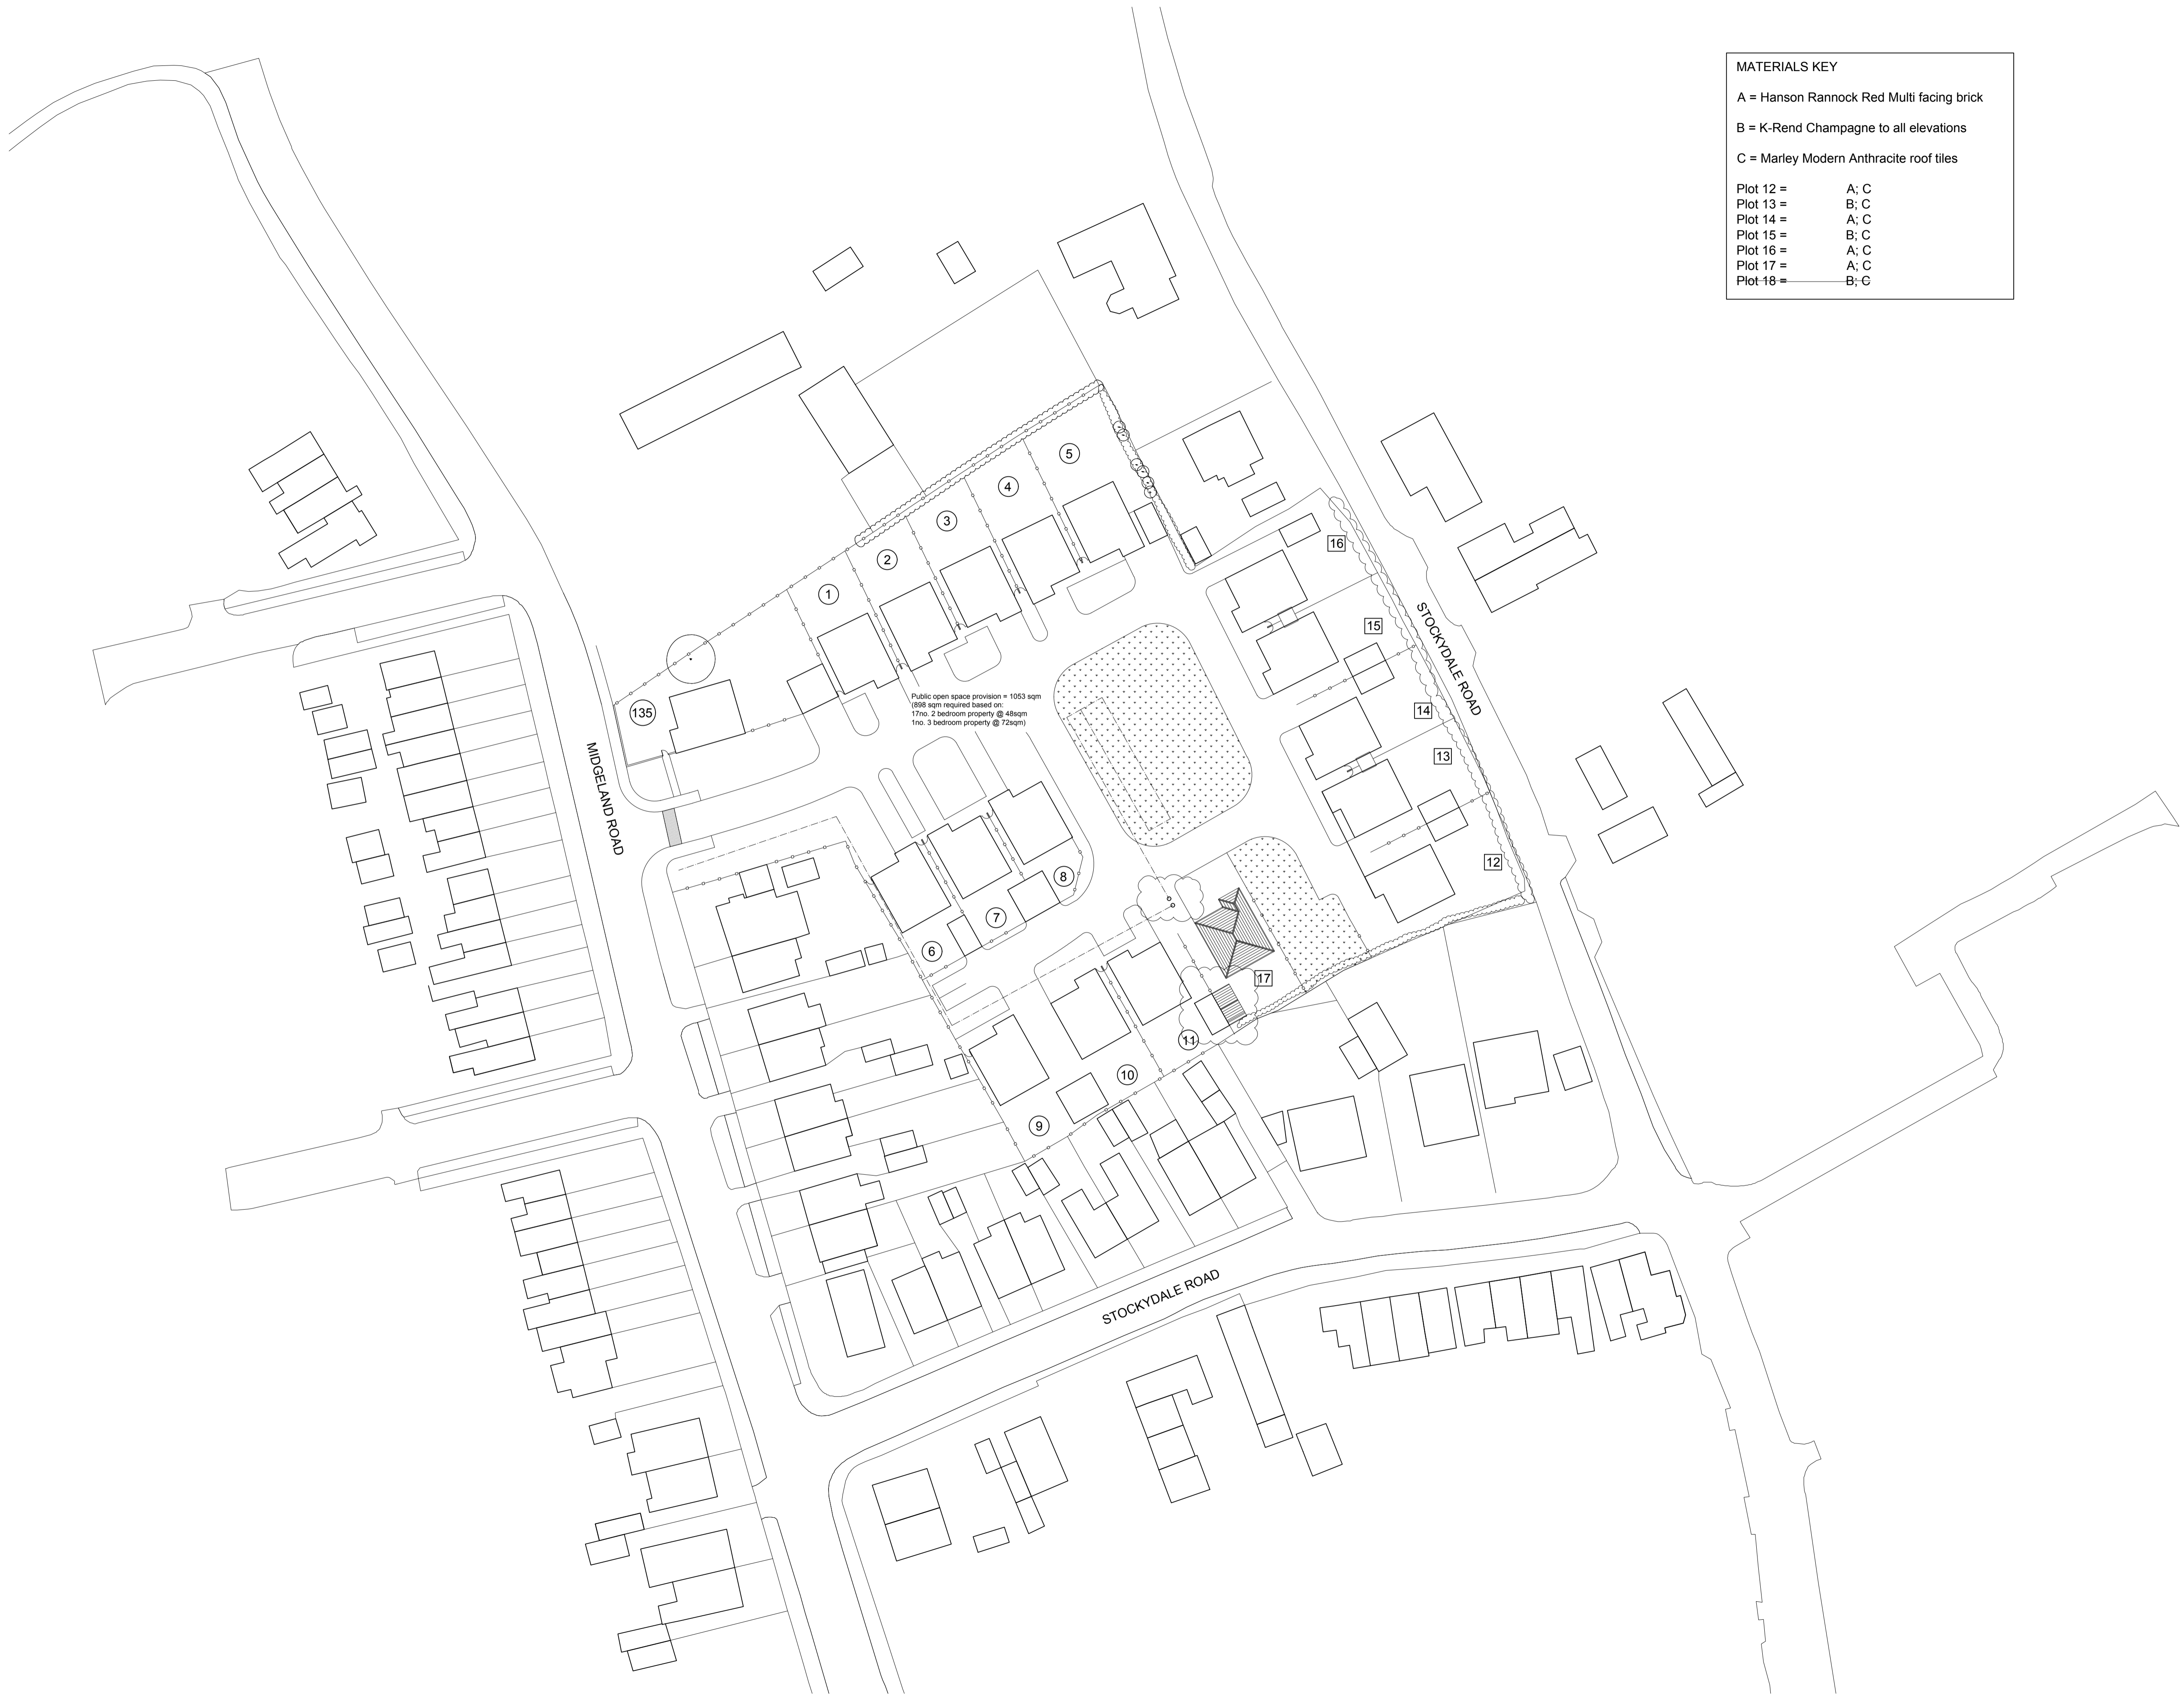 MATERIALS KEY
A = Hanson Rannock Red Multi facing brick
B = K-Rend Champagne to all elevations
C = Marley Modern Anthracite roof tiles
Plot 12 = A; C
Plot 13 = B; C
Plot 14 = A; C
Plot 15 = B; C
Plot 16 = A; C
Plot 17 = A; C
Plot 18 = B; C
5
4
3
2
1
16
15
14
13
12
STOCKYDALE ROAD
135
MIDGELAND ROAD
Public open space provision = 1053 sqm
(898 sqm required based on:
17no. 2 bedroom property @ 48sqm
1no. 3 bedroom property @ 72sqm)
8
7
6
17
11
10
9
STOCKYDALE ROAD